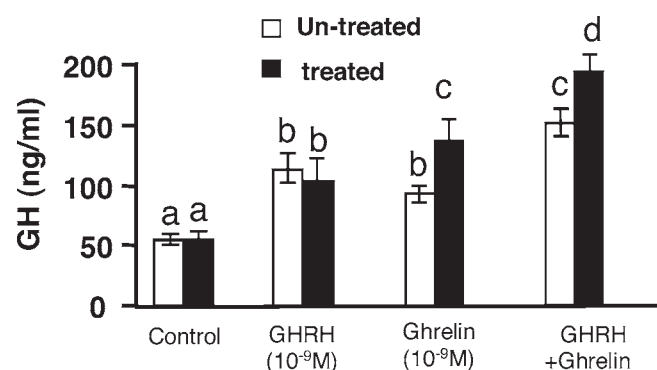 Un-treated
treated
GH (ng/ml)
200
150
100
50
0
a a
b b
b c
c d
Control
GHRH
(10⁻⁹M)
Ghrelin
(10⁻⁹M)
GHRH
+Ghrelin